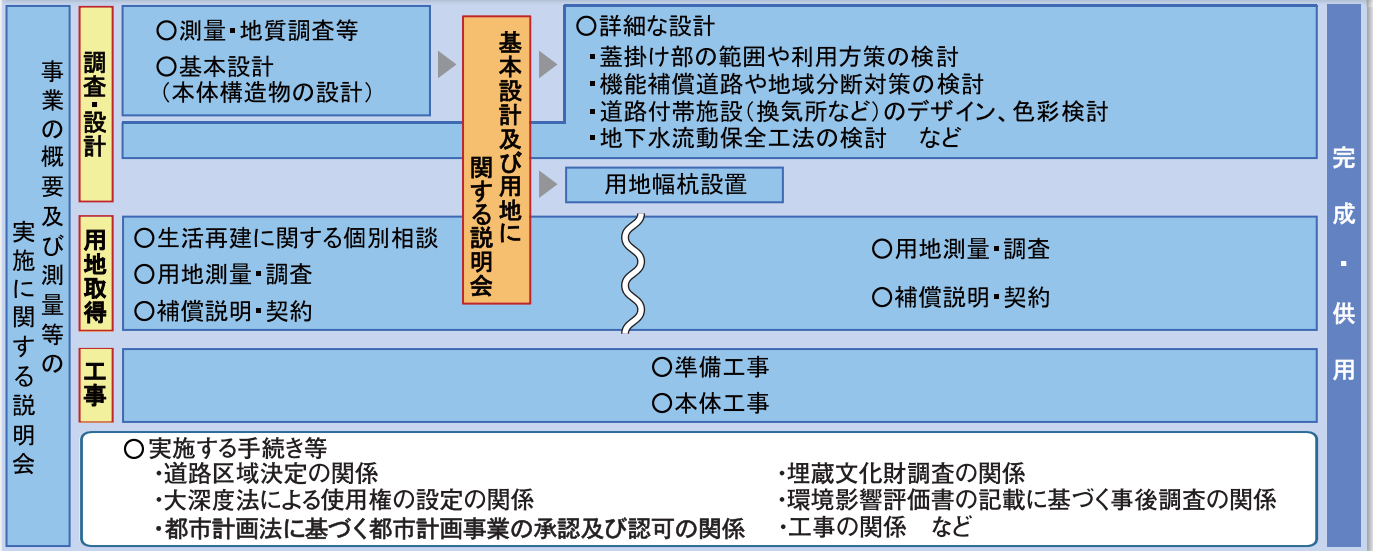 事業の概要及び測量等の
実施に関する説明会
調査・設計
○測量・地質調査等
○基本設計
（本体構造物の設計）
基本設計及び用地に
関する説明会
○詳細な設計
・蓋掛け部の範囲や利用方策の検討
・機能補償道路や地域分断対策の検討
・道路付帯施設（換気所など）のデザイン、色彩検討
・地下水流動保全工法の検討　など
用地幅杭設置
用地取得
○生活再建に関する個別相談
○用地測量・調査
○補償説明・契約
○用地測量・調査
○補償説明・契約
工事
○準備工事
○本体工事
○実施する手続き等
・道路区域決定の関係
・大深度法による使用権の設定の関係
・都市計画法に基づく都市計画事業の承認及び認可の関係
・埋蔵文化財調査の関係
・環境影響評価書の記載に基づく事後調査の関係
・工事の関係　など
完成・供用